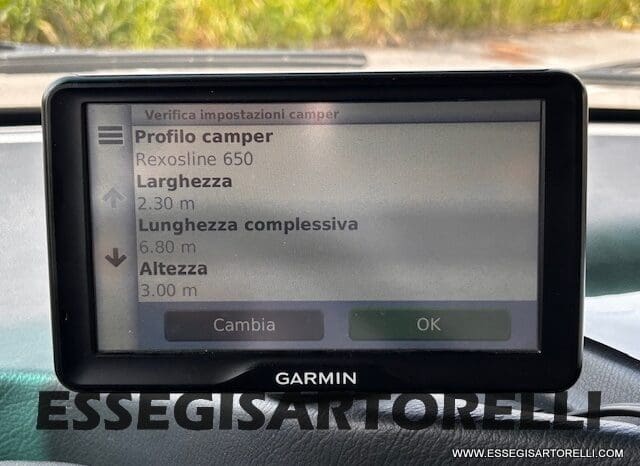 Verifica impostazioni camper
Profilo camper
Rexosline 650
Larghezza
2.30 m
Lunghezza complessiva
6.80 m
Altezza
3.00 m
Cambia OK
GARMIN
ESSEGISARTORELLI
WWW.ESSEGISARTORELLI.COM